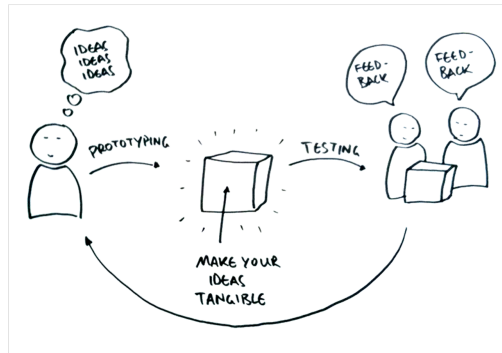 IDEAS
IDEAS
IDEAS
FEED-
BACK
FEED-
BACK
PROTOTYPING
TESTING
MAKE YOUR
IDEAS
TANGIBLE